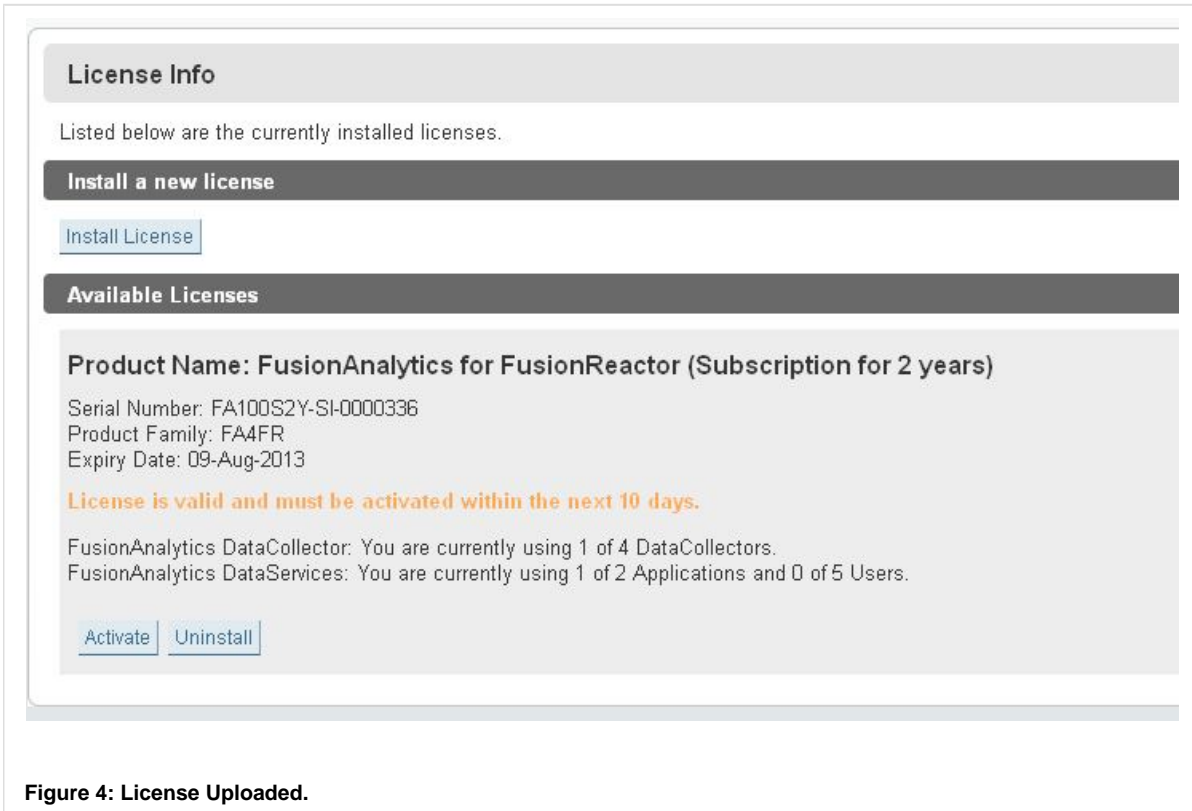 License Info
Listed below are the currently installed licenses.
Install a new license
Install License
Available Licenses
Product Name: FusionAnalytics for FusionReactor (Subscription for 2 years)
Serial Number: FA100S2Y-SI-0000336
Product Family: FA4FR
Expiry Date: 09-Aug-2013
License is valid and must be activated within the next 10 days.
FusionAnalytics DataCollector: You are currently using 1 of 4 DataCollectors.
FusionAnalytics DataServices: You are currently using 1 of 2 Applications and 0 of 5 Users.
Activate Uninstall
Figure 4: License Uploaded.